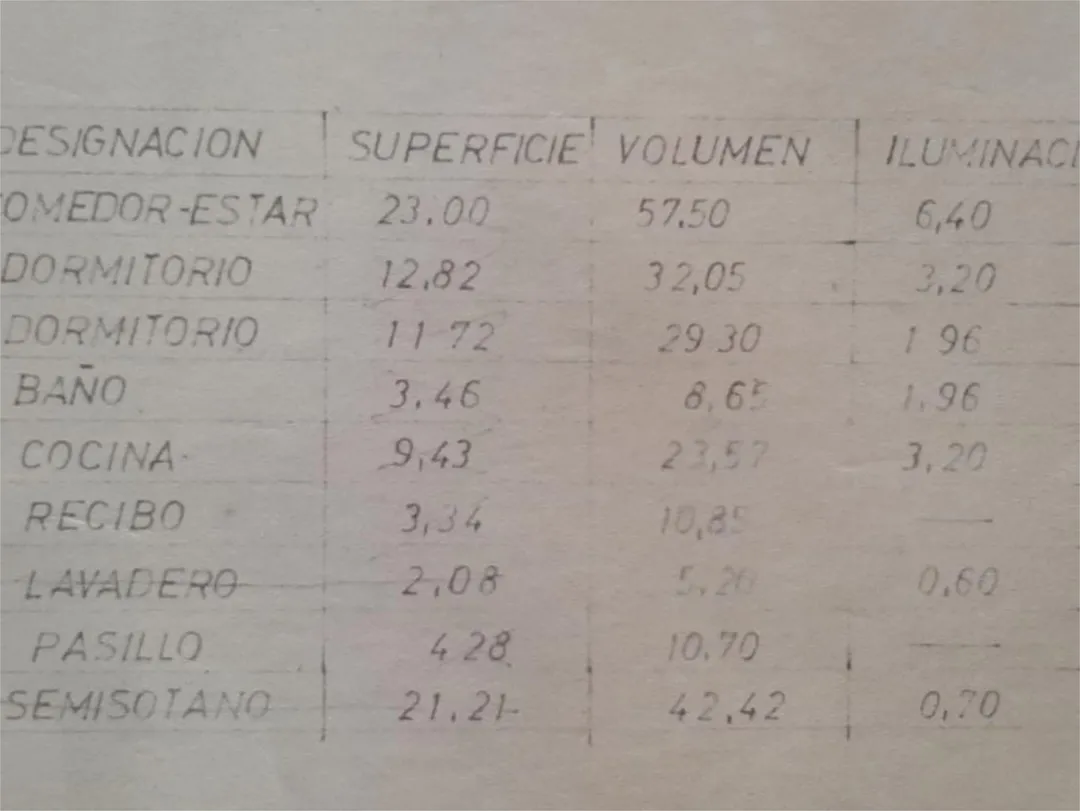 DESIGNACION SUPERFICIE VOLUMEN ILUMINACI
COMEDOR-ESTAR 23.00 57.50 6,40
DORMITORIO 12,82 32,05 3,20
DORMITORIO 11 72 29 30 1 96
BAÑO 3.46 8,65 1.96
COCINA 9,43 23,57 3,20
RECIBO 3,34 10,85 —
LAVADERO 2,08 5.20 0,60
PASILLO 4 28 10.70 —
SEMISOTANO 21.21 42,42 0,70